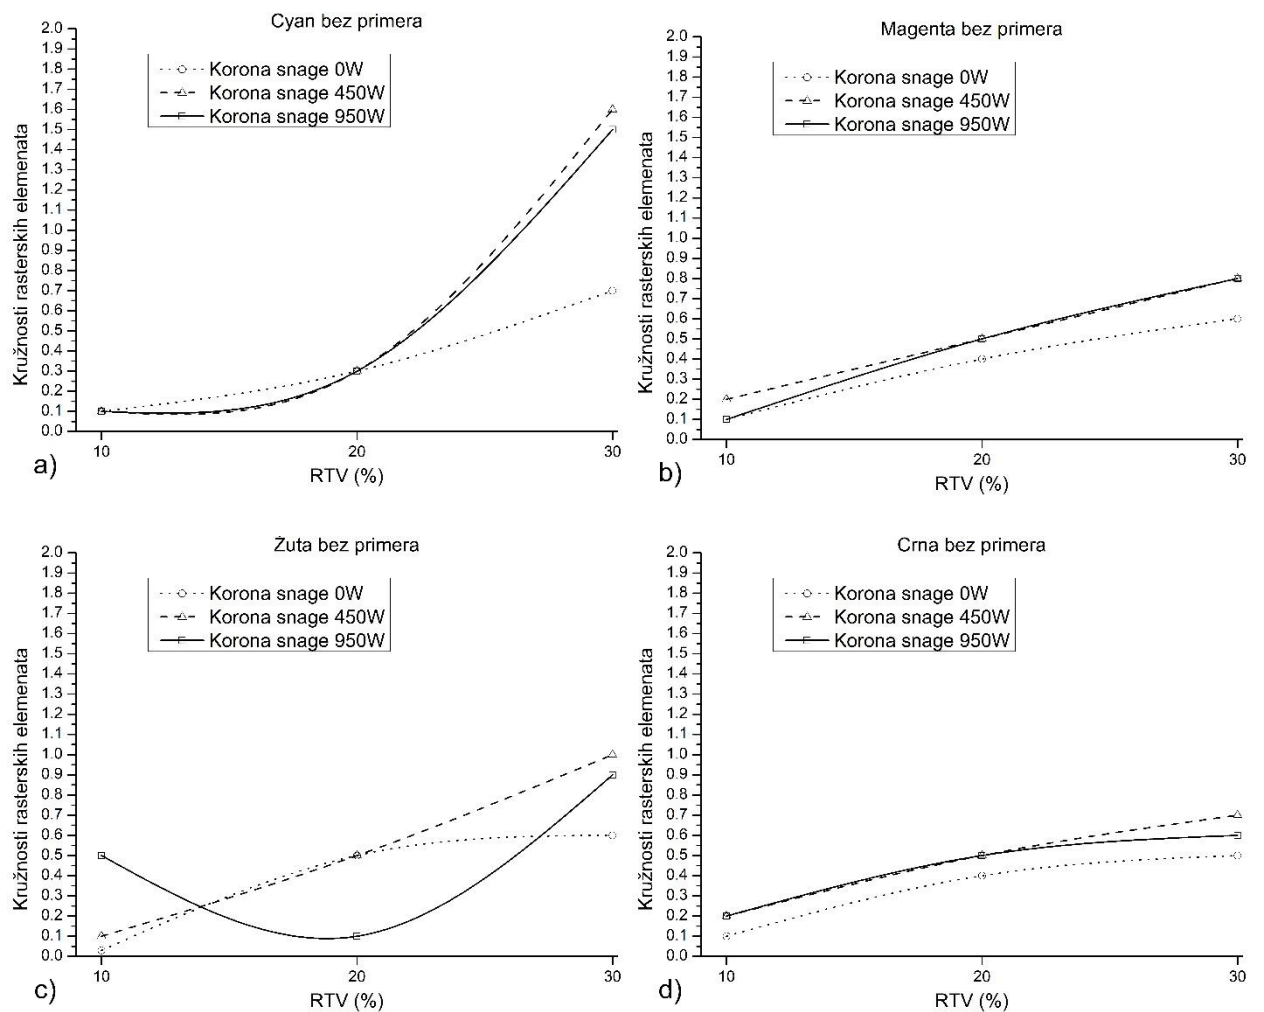 Cyan bez primera
Korona snage 0W
Korona snage 450W
Korona snage 950W
Kružnosti rasterskih elemenata
2.0
1.9
1.8
1.7
1.6
1.5
1.4
1.3
1.2
1.1
1.0
0.9
0.8
0.7
0.6
0.5
0.4
0.3
0.2
0.1
0.0
10 20 30
RTV (%)
a)
Magenta bez primera
Korona snage 0W
Korona snage 450W
Korona snage 950W
Kružnosti rasterskih elemenata
2.0
1.9
1.8
1.7
1.6
1.5
1.4
1.3
1.2
1.1
1.0
0.9
0.8
0.7
0.6
0.5
0.4
0.3
0.2
0.1
0.0
10 20 30
RTV (%)
b)
Žuta bez primera
Korona snage 0W
Korona snage 450W
Korona snage 950W
Kružnosti rasterskih elemenata
2.0
1.9
1.8
1.7
1.6
1.5
1.4
1.3
1.2
1.1
1.0
0.9
0.8
0.7
0.6
0.5
0.4
0.3
0.2
0.1
0.0
10 20 30
RTV (%)
c)
Crna bez primera
Korona snage 0W
Korona snage 450W
Korona snage 950W
Kružnosti rasterskih elemenata
2.0
1.9
1.8
1.7
1.6
1.5
1.4
1.3
1.2
1.1
1.0
0.9
0.8
0.7
0.6
0.5
0.4
0.3
0.2
0.1
0.0
10 20 30
RTV (%)
d)